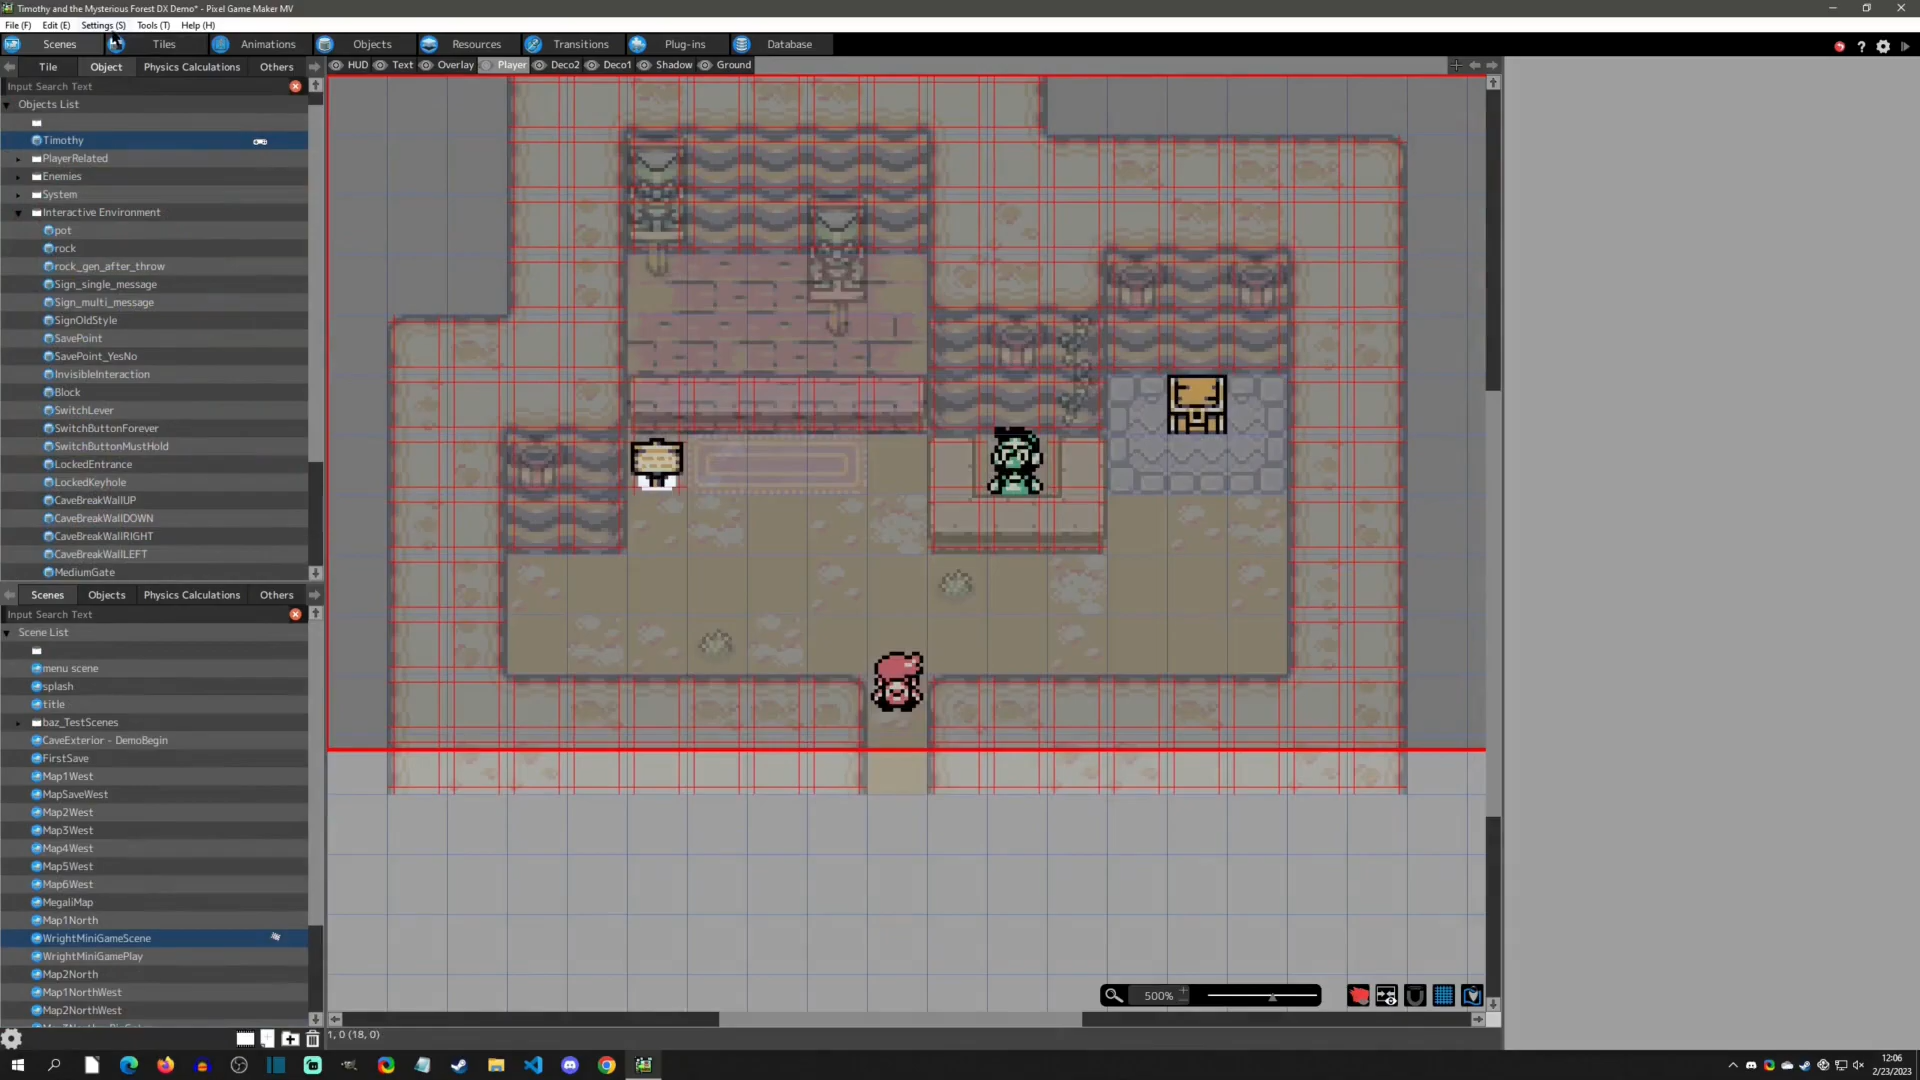 Timothy and the Mysterious Forest DX Demo* - Pixel Game Maker MV
File (F) Edit (E) Settings (S) Tools (T) Help (H)
Scenes Tiles Animations Objects Resources Transitions Plug-ins Database
Tile Object Physics Calculations Others
HUD Text Overlay Player Deco2 Deco1 Shadow Ground
Input Search Text
Objects List
Timothy
PlayerRelated
Enemies
System
Interactive Environment
pot
rock
rock_gen_after_throw
Sign_single_message
Sign_multi_message
SignOldStyle
SavePoint
SavePoint_YesNo
InvisibleInteraction
Block
SwitchLever
SwitchButtonForever
SwitchButtonMustHold
LockedEntrance
LockedKeyhole
CaveBreakWallUP
CaveBreakWallDOWN
CaveBreakWallRIGHT
CaveBreakWallLEFT
MediumGate
Scenes Objects Physics Calculations Others
Input Search Text
Scene List
menu scene
splash
title
baz_TestScenes
CaveExterior - DemoBegin
FirstSave
Map1West
MapSaveWest
Map2West
Map3West
Map4West
Map5West
Map6West
MegaliMap
Map1North
WrightMiniGameScene
WrightMiniGamePlay
Map2North
Map1NorthWest
Map2NorthWest
500%
1, 0 (18, 0)
12:06
2/23/2023